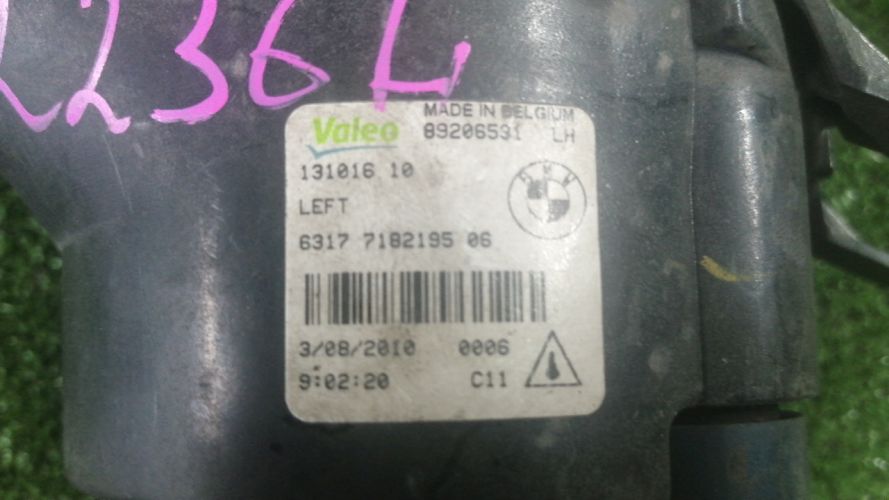 236L
Valeo MADE IN BELGIUM
89206531 LH
131016 10
LEFT
BMW
6317 7182195 06
3/08/2010 0006
9:02:20 C11